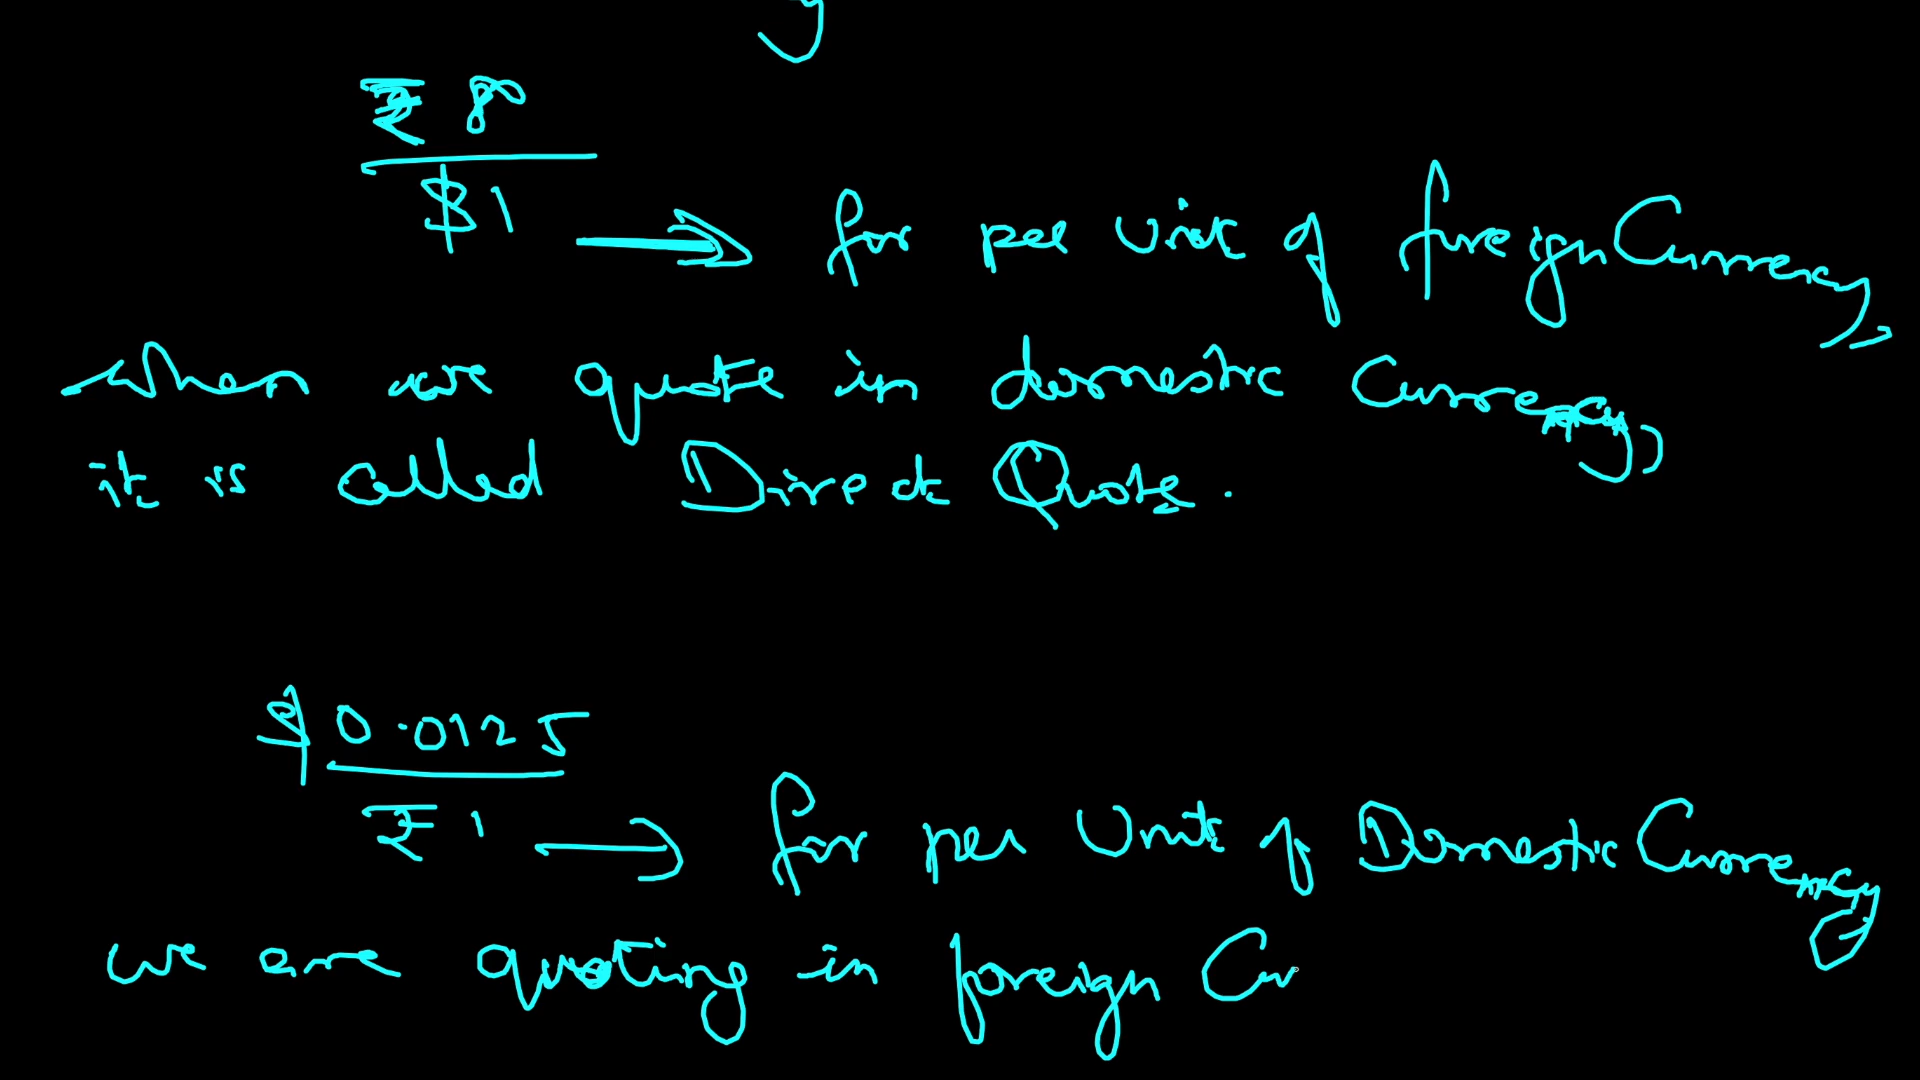 ₹ 80
$1
for per Unit of foreign Currency,
when we quote in domestic Currency,
it is called Direct Quote.
$ 0.0125
₹ 1
for per Unit of Domestic Currency
we are quoting in foreign Cu